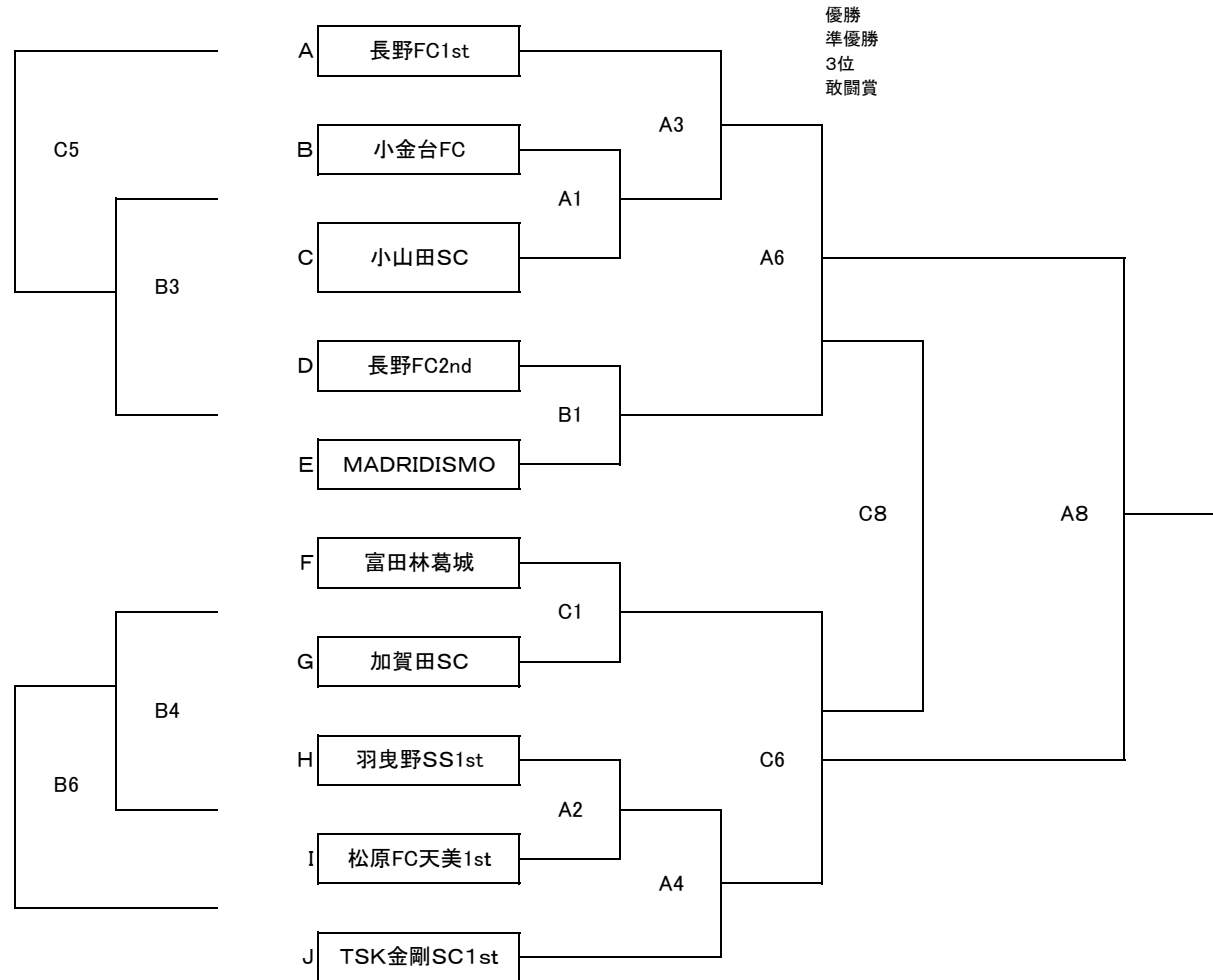 優勝
準優勝
3位
敢闘賞
A 長野FC1st
A3
C5
B 小金台FC
A1
C 小山田SC
A6
B3
D 長野FC2nd
B1
E MADRIDISMO
C8
A8
F 富田林葛城
C1
G 加賀田SC
B4
H 羽曳野SS1st
C6
B6
A2
I 松原FC天美1st
A4
J TSK金剛SC1st